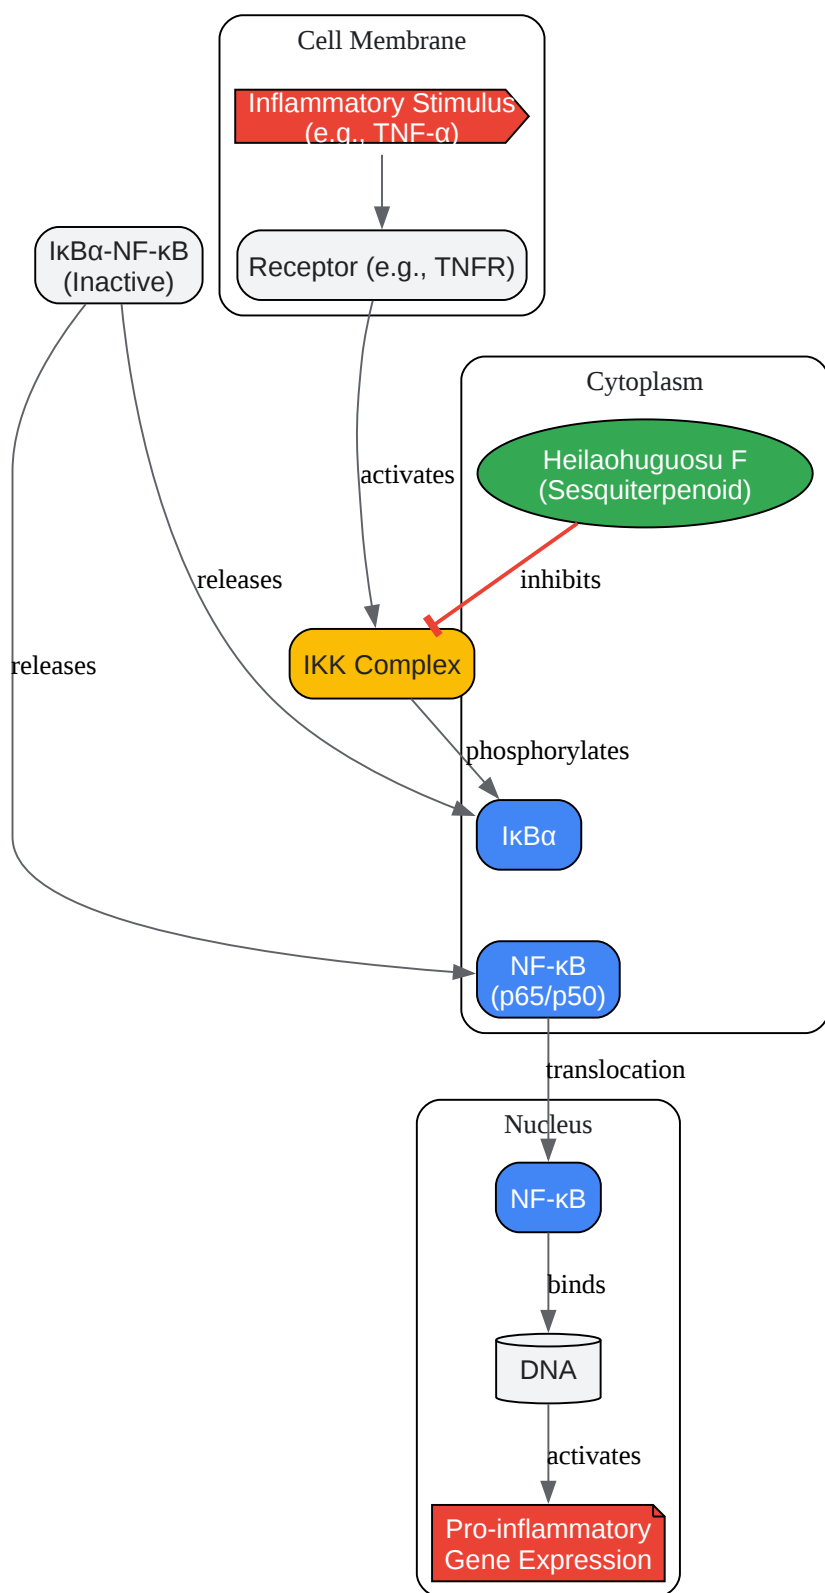 Cell Membrane
Inflammatory Stimulus
(e.g., TNF-α)
IκBα-NF-κB
(Inactive)
Receptor (e.g., TNFR)
Cytoplasm
Heilaohuguosu F
(Sesquiterpenoid)
activates
releases
inhibits
releases
IKK Complex
phosphorylates
IκBα
NF-κB
(p65/p50)
translocation
Nucleus
NF-κB
binds
DNA
activates
Pro-inflammatory
Gene Expression